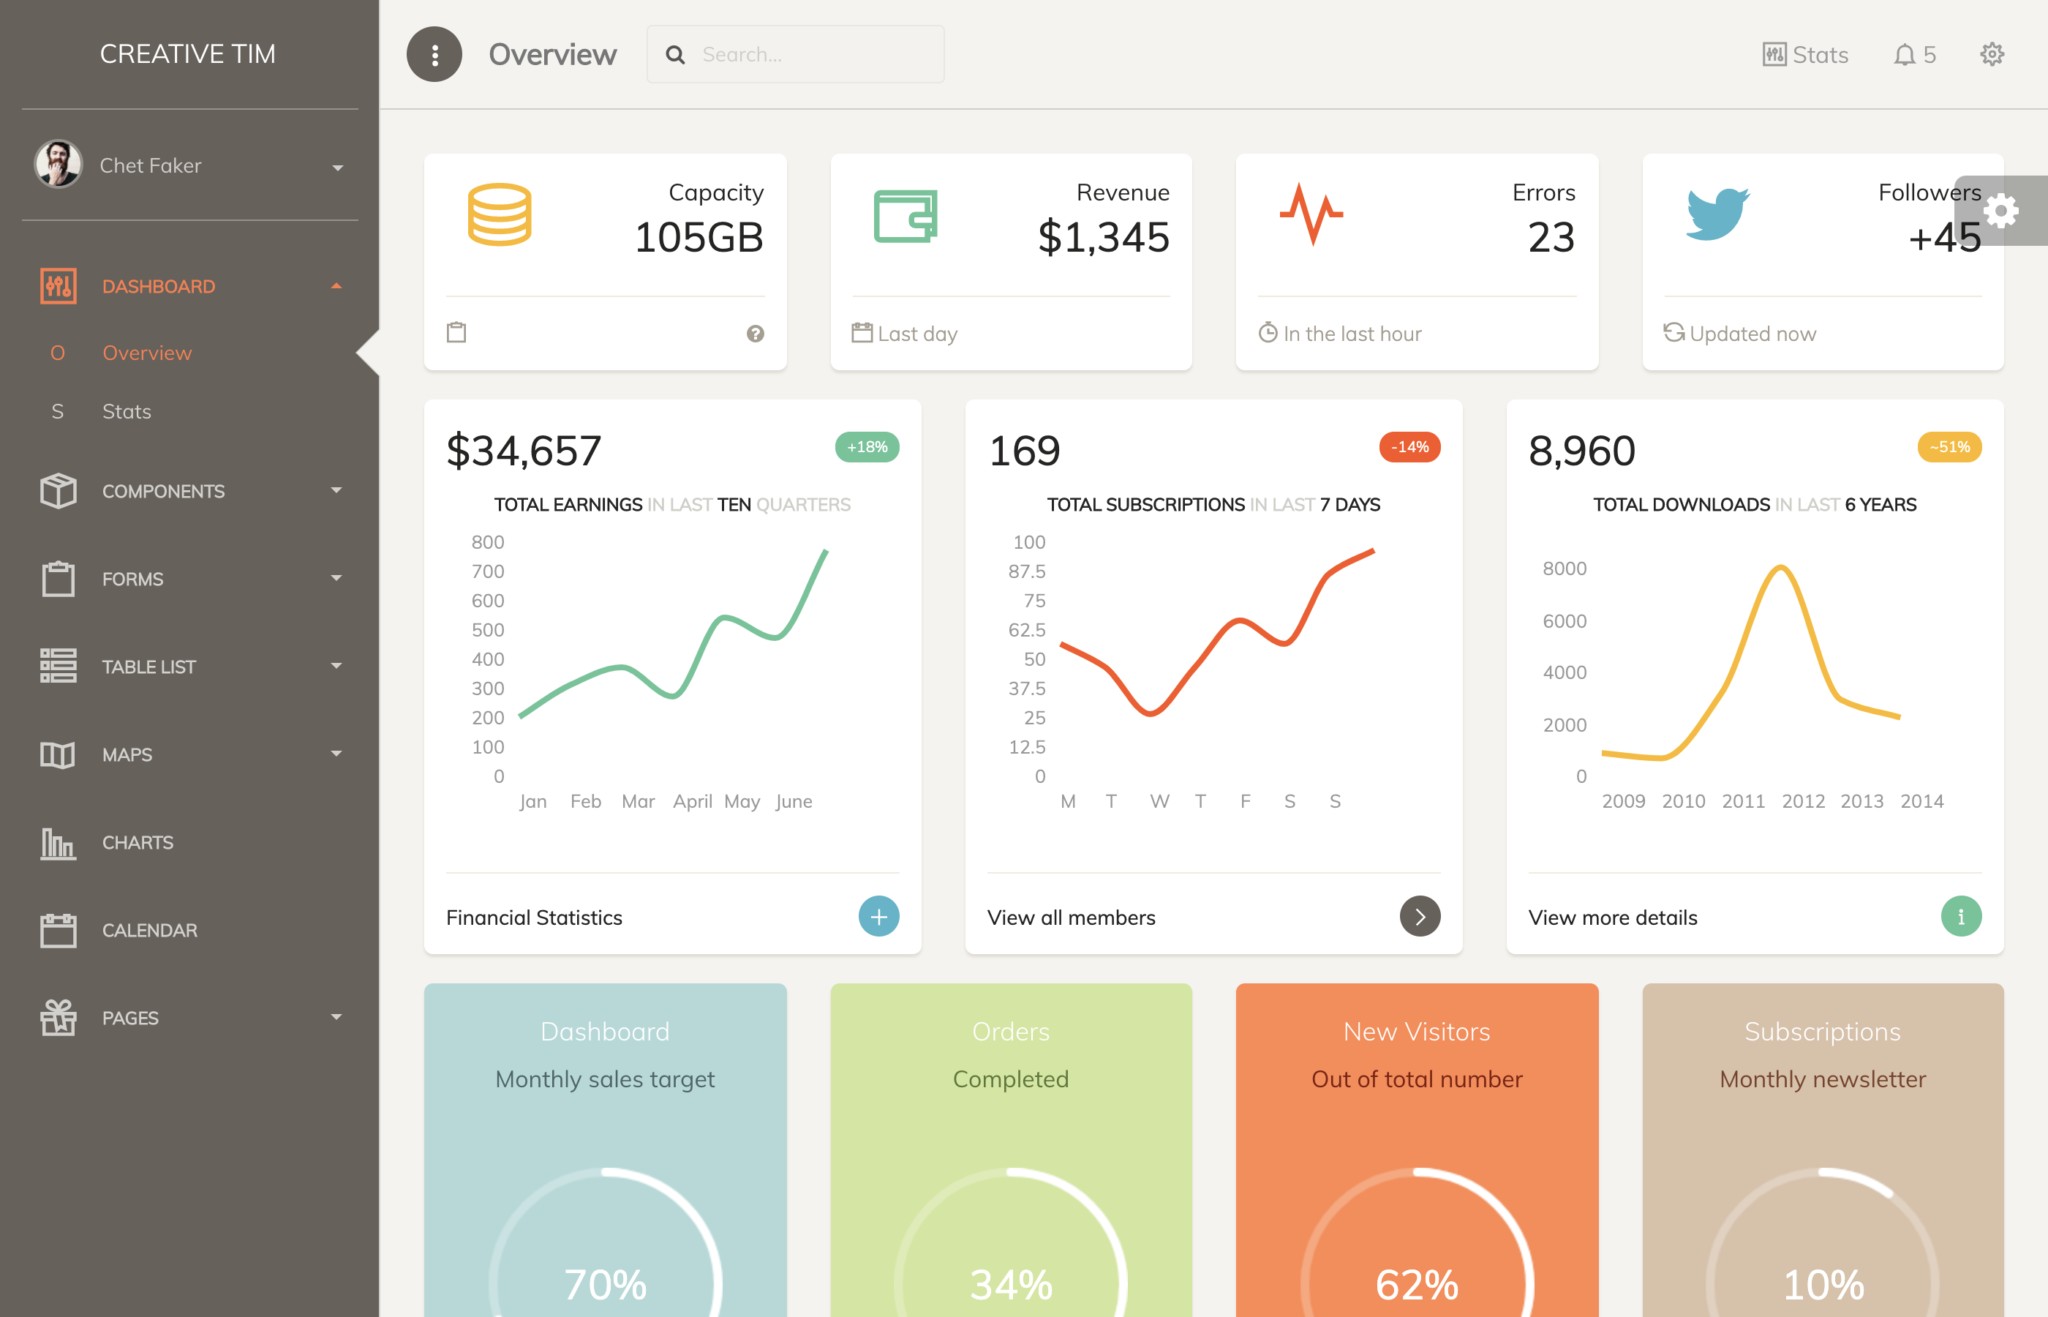 CREATIVE TIM
Chet Faker
DASHBOARD
O Overview
S Stats
COMPONENTS
FORMS
TABLE LIST
MAPS
CHARTS
CALENDAR
PAGES
Overview
Search...
Stats
5
Capacity
105GB
Revenue
$1,345
Last day
Errors
23
In the last hour
Followers
+45
Updated now
$34,657
+18%
TOTAL EARNINGS IN LAST TEN QUARTERS
800
700
600
500
400
300
200
100
0
Jan Feb Mar April May June
Financial Statistics
169
-14%
TOTAL SUBSCRIPTIONS IN LAST 7 DAYS
100
87.5
75
62.5
50
37.5
25
12.5
0
M T W T F S S
View all members
8,960
~51%
TOTAL DOWNLOADS IN LAST 6 YEARS
8000
6000
4000
2000
0
2009 2010 2011 2012 2013 2014
View more details
Dashboard
Monthly sales target
70%
Orders
Completed
34%
New Visitors
Out of total number
62%
Subscriptions
Monthly newsletter
10%